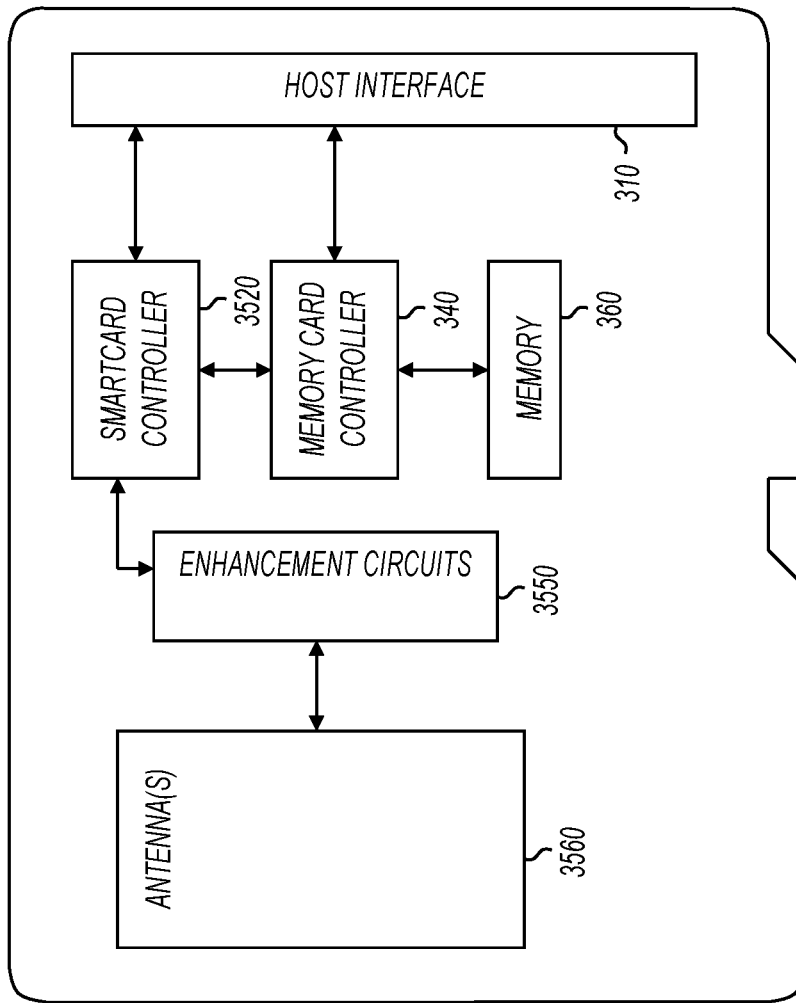 HOST INTERFACE
310
SMARTCARD
CONTROLLER
3520
MEMORY CARD
CONTROLLER
340
MEMORY
360
ENHANCEMENT CIRCUITS
3550
ANTENNA(S)
3560